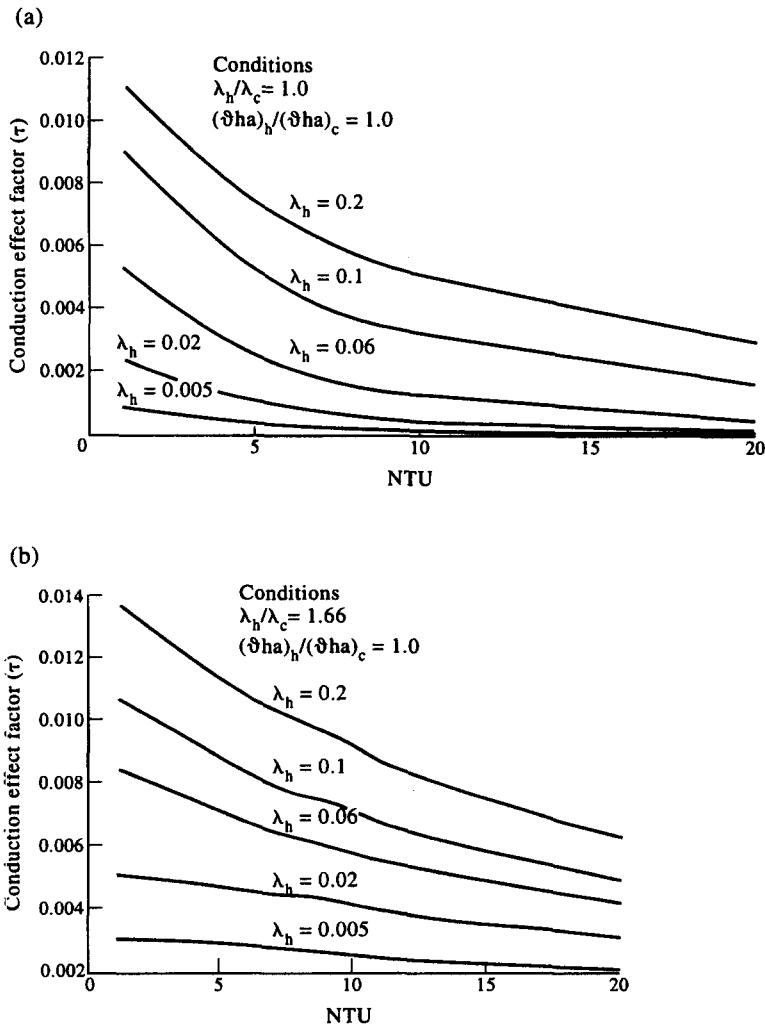 (a)
0.012
0.010
0.008
0.006
0.004
0.002
0
5
10
15
20
Conduction effect factor (τ)
NTU
Conditions
λh/λc= 1.0
(ϑha)h/(ϑha)c = 1.0
λh = 0.2
λh = 0.1
λh = 0.06
λh = 0.02
λh = 0.005
(b)
0.014
0.012
0.010
0.008
0.006
0.004
0.002
0
5
10
15
20
Conduction effect factor (τ)
NTU
Conditions
λh/λc= 1.66
(ϑha)h/(ϑha)c = 1.0
λh = 0.2
λh = 0.1
λh = 0.06
λh = 0.02
λh = 0.005